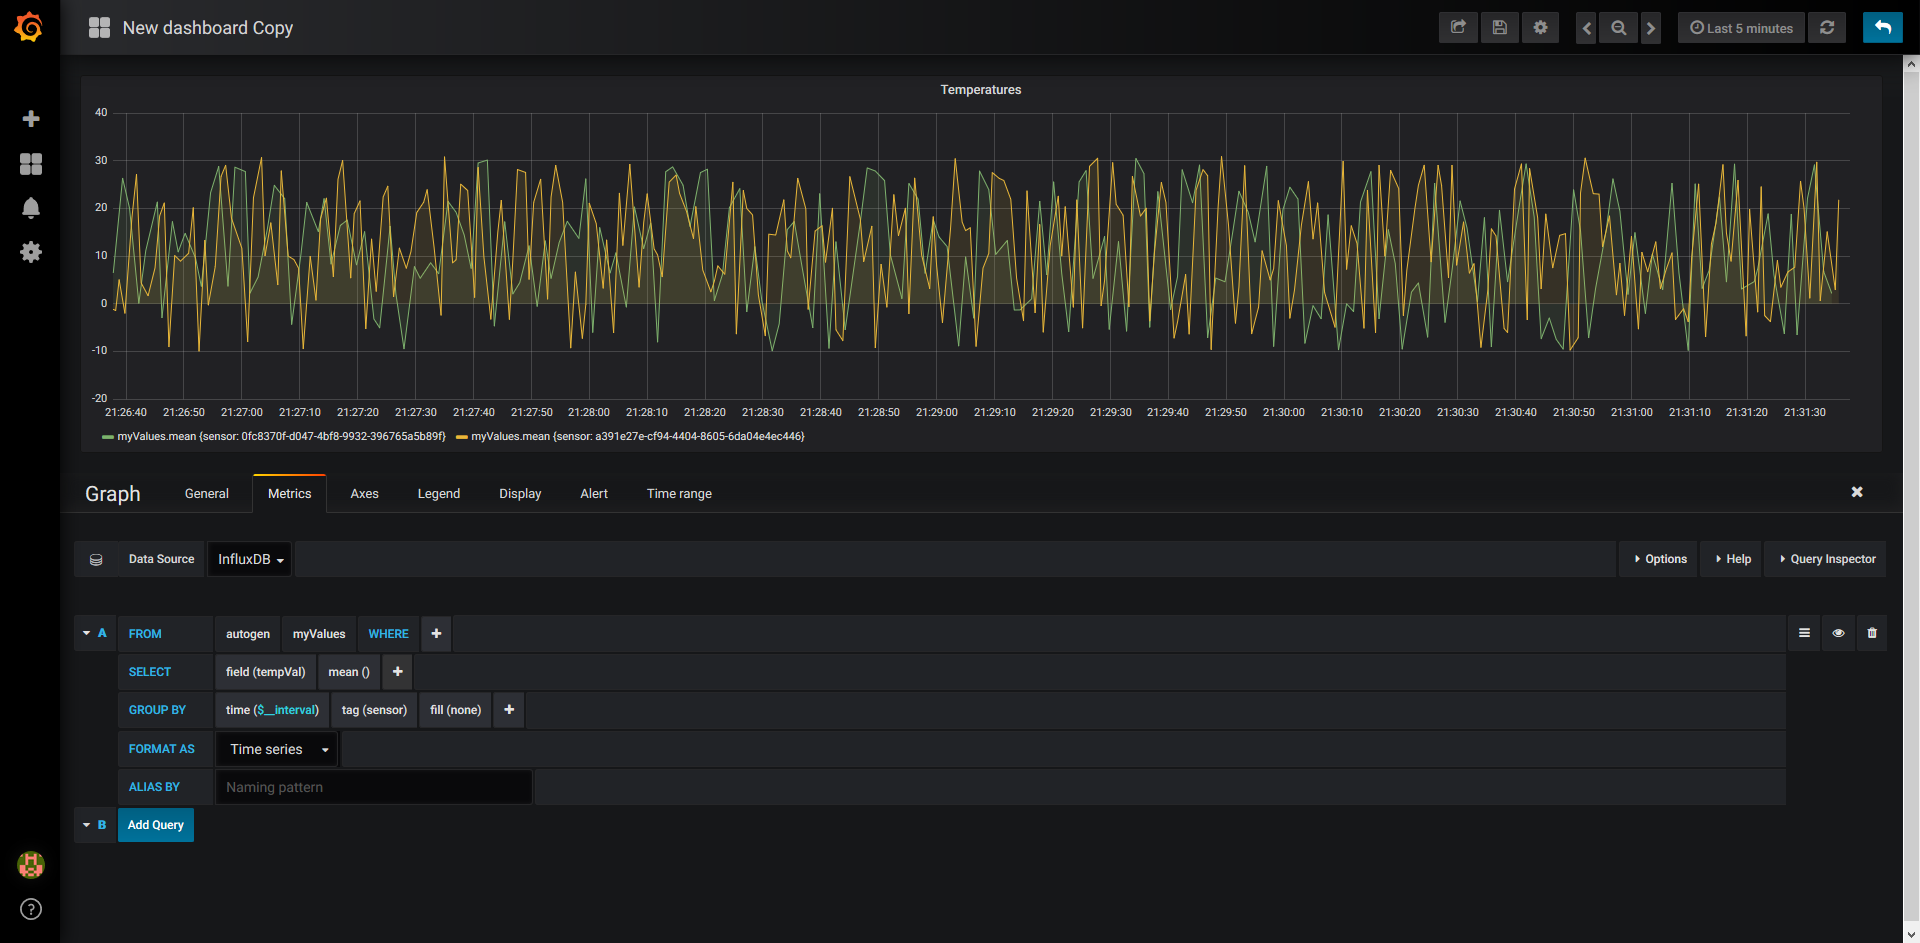 New dashboard Copy
Last 5 minutes
Temperatures
40
30
20
10
0
-10
-20
21:26:40 21:26:50 21:27:00 21:27:10 21:27:20 21:27:30 21:27:40 21:27:50 21:28:00 21:28:10 21:28:20 21:28:30 21:28:40 21:28:50 21:29:00 21:29:10 21:29:20 21:29:30 21:29:40 21:29:50 21:30:00 21:30:10 21:30:20 21:30:30 21:30:40 21:30:50 21:31:00 21:31:10 21:31:20 21:31:30
myValues.mean {sensor: 0fc8370f-d047-4bf8-9932-396765a5b89f} myValues.mean {sensor: a391e27e-cf94-4404-8605-6da04e4ec446}
Graph General Metrics Axes Legend Display Alert Time range
Data Source InfluxDB Options Help Query Inspector
A FROM autogen myValues WHERE
SELECT field (tempVal) mean ()
GROUP BY time ($__interval) tag (sensor) fill (none)
FORMAT AS Time series
ALIAS BY Naming pattern
B Add Query